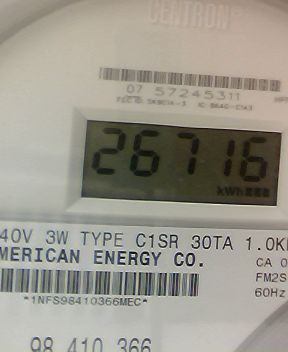 CENTRON®
07 57245311
26716
kWh
40V 3W TYPE C1SR 30TA 1.0K
MERICAN ENERGY CO.
CA 0
FM2S
60Hz
*1NFS98410366MEC*
98 410 366